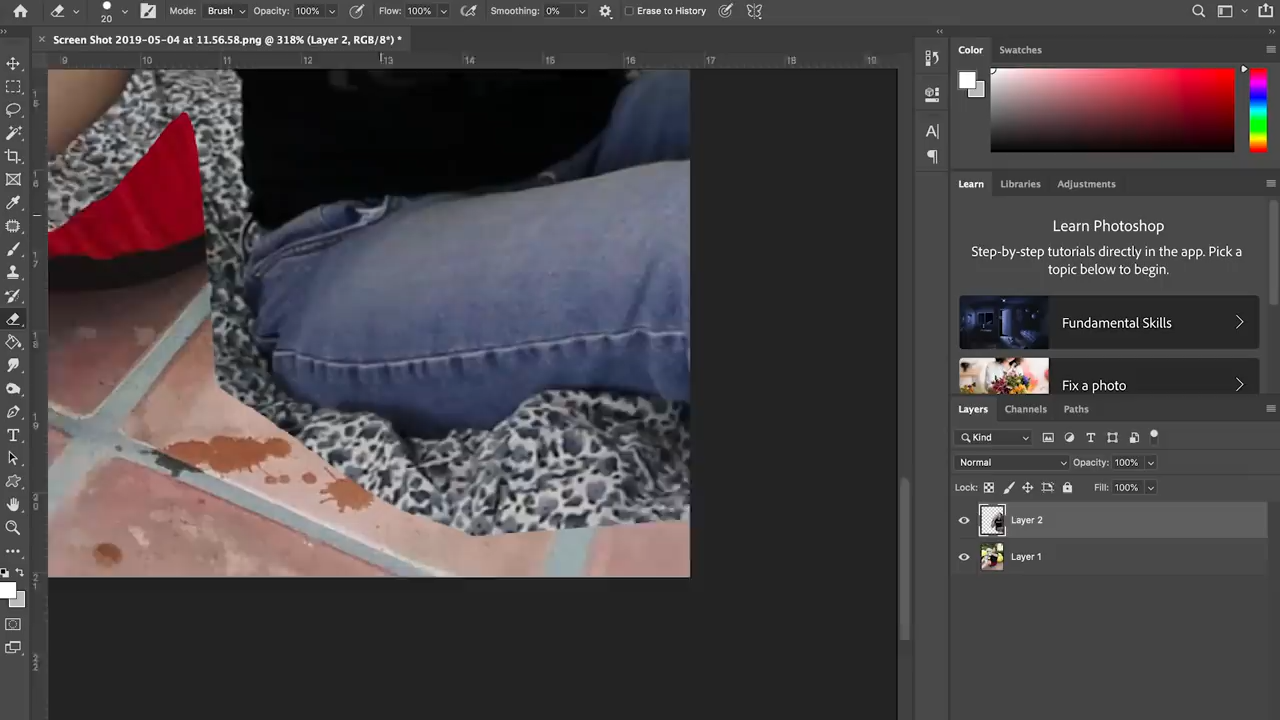 20
Mode: Brush Opacity: 100% Flow: 100% Smoothing: 0% Erase to History
× Screen Shot 2019-05-04 at 11.56.58.png @ 318% (Layer 2, RGB/8*) *
9 10 11 12 13 14 15 16 17 18 19
Color Swatches
Learn Libraries Adjustments
Learn Photoshop
Step-by-step tutorials directly in the app. Pick a
topic below to begin.
Fundamental Skills
Fix a photo
Layers Channels Paths
Kind
Normal Opacity: 100%
Lock: Fill: 100%
Layer 2
Layer 1